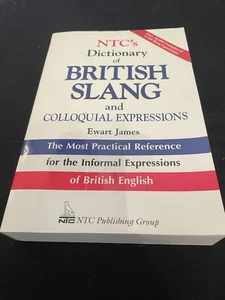 NTC's
Dictionary
of
BRITISH
SLANG
and
COLLOQUIAL EXPRESSIONS
Ewart James
The Most Practical Reference
for the Informal Expressions
of British English
NTC NTC Publishing Group